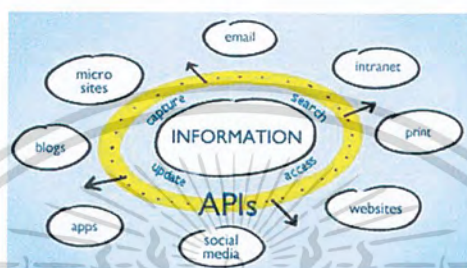 email
micro
sites
intranet
capture
search
INFORMATION
print
blogs
update
access
APIs
apps
websites
social
media